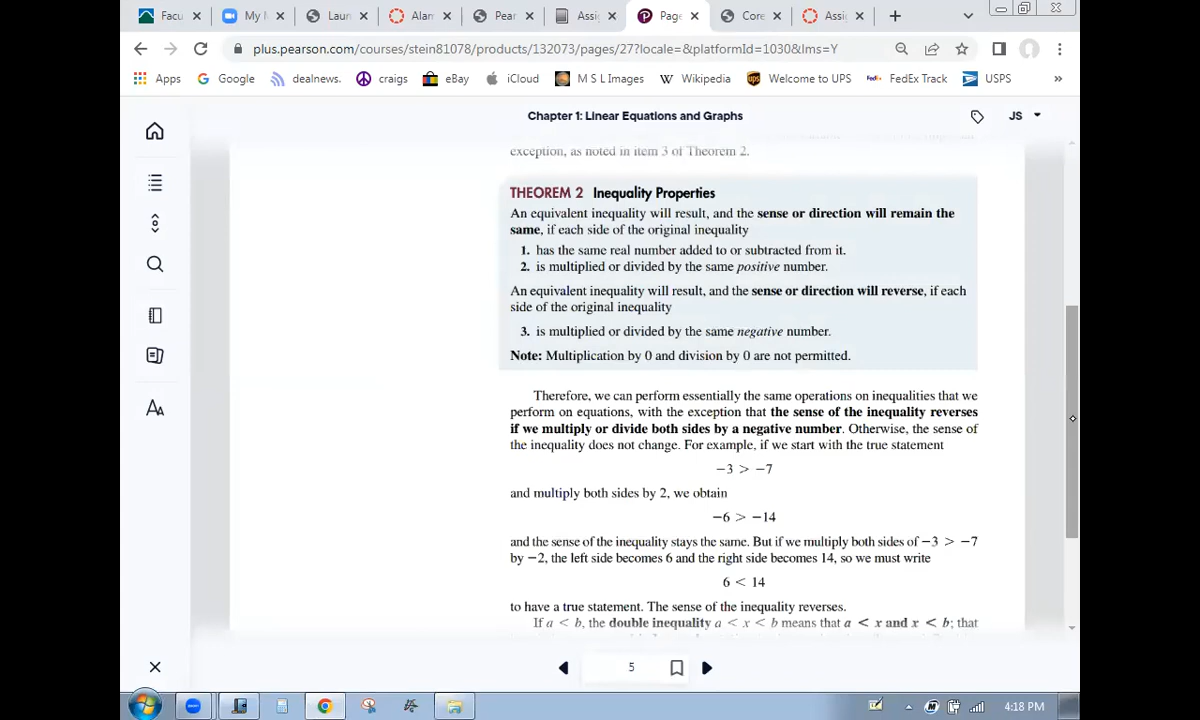 Facu
My I
Laun
Alan
Pear
Assig
Page
Core
Assig
plus.pearson.com/courses/stein81078/products/132073/pages/27?locale=&platformId=1030&lms=Y
Apps
Google
dealnews.
craigs
eBay
iCloud
M S L Images
Wikipedia
Welcome to UPS
FedEx Track
USPS
»
Chapter 1: Linear Equations and Graphs
JS
exception, as noted in item 3 of Theorem 2.
THEOREM 2 Inequality Properties
An equivalent inequality will result, and the sense or direction will remain the
same, if each side of the original inequality
1. has the same real number added to or subtracted from it.
2. is multiplied or divided by the same positive number.
An equivalent inequality will result, and the sense or direction will reverse, if each
side of the original inequality
3. is multiplied or divided by the same negative number.
Note: Multiplication by 0 and division by 0 are not permitted.
Therefore, we can perform essentially the same operations on inequalities that we
perform on equations, with the exception that the sense of the inequality reverses
if we multiply or divide both sides by a negative number. Otherwise, the sense of
the inequality does not change. For example, if we start with the true statement
−3 > −7
and multiply both sides by 2, we obtain
−6 > −14
and the sense of the inequality stays the same. But if we multiply both sides of −3 > −7
by −2, the left side becomes 6 and the right side becomes 14, so we must write
6 < 14
to have a true statement. The sense of the inequality reverses.
If a < b, the double inequality a < x < b means that a < x and x < b; that
5
4:18 PM